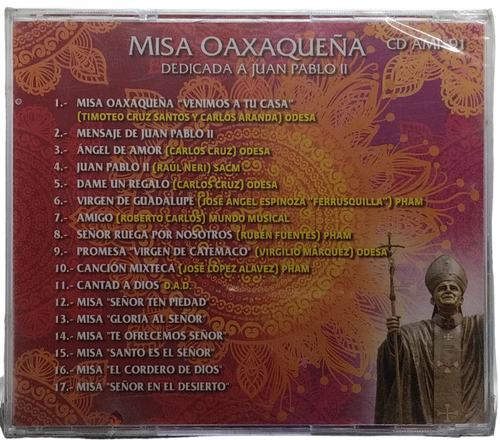 MISA OAXAQUEÑA
CD AMI-01
DEDICADA A JUAN PABLO II
1.- MISA OAXAQUEÑA "VENIMOS A TU CASA"
(TIMOTEO CRUZ SANTOS Y CARLOS ARANDA) ODESA
2.- MENSAJE DE JUAN PABLO II
3.- ÁNGEL DE AMOR (CARLOS CRUZ) ODESA
4.- JUAN PABLO II (RAÚL NERI) SACM
5.- DAME UN REGALO (CARLOS CRUZ) ODESA
6.- VIRGEN DE GUADALUPE (JOSÉ ÁNGEL ESPINOZA "FERRUSQUILLA") PHAM
7.- AMIGO (ROBERTO CARLOS) MUNDO MUSICAL
8.- SEÑOR RUEGA POR NOSOTROS (RUBÉN FUENTES) PHAM
9.- PROMESA "VIRGEN DE CATEMACO" (VIRGILIO MÁRQUEZ) ODESA
10.- CANCIÓN MIXTECA (JOSÉ LÓPEZ ALAVEZ) PHAM
11.- CANTAD A DIOS D.A.D.
12.- MISA "SEÑOR TEN PIEDAD"
13.- MISA "GLORIA AL SEÑOR"
14.- MISA "TE OFRECEMOS SEÑOR"
15.- MISA "SANTO ES EL SEÑOR"
16.- MISA "EL CORDERO DE DIOS"
17.- MISA "SEÑOR EN EL DESIERTO"